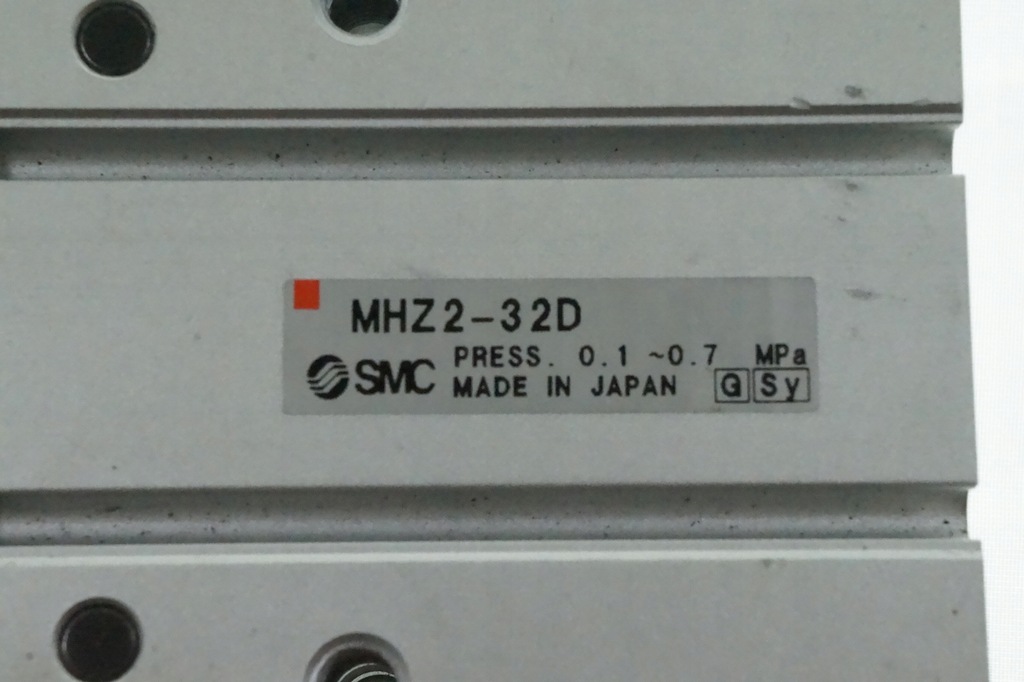 MHZ2-32D
SMC
PRESS. 0.1 ~0.7 MPa
MADE IN JAPAN G Sy